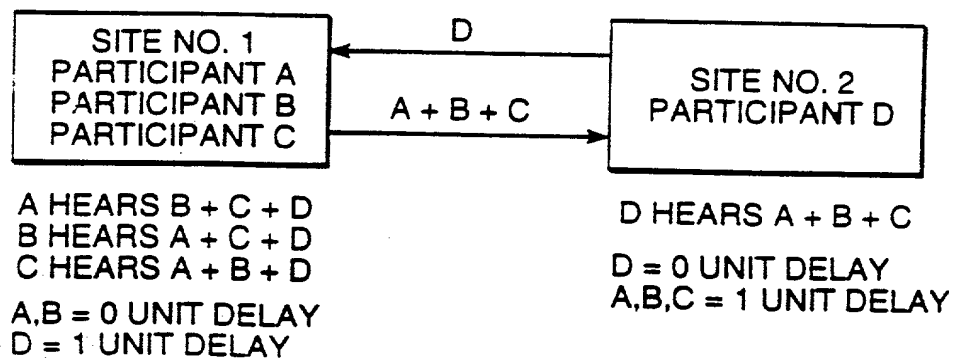 SITE NO. 1
PARTICIPANT A
PARTICIPANT B
PARTICIPANT C
D
A + B + C
SITE NO. 2
PARTICIPANT D
A HEARS B + C + D
B HEARS A + C + D
C HEARS A + B + D
A,B = 0 UNIT DELAY
D = 1 UNIT DELAY
D HEARS A + B + C
D = 0 UNIT DELAY
A,B,C = 1 UNIT DELAY